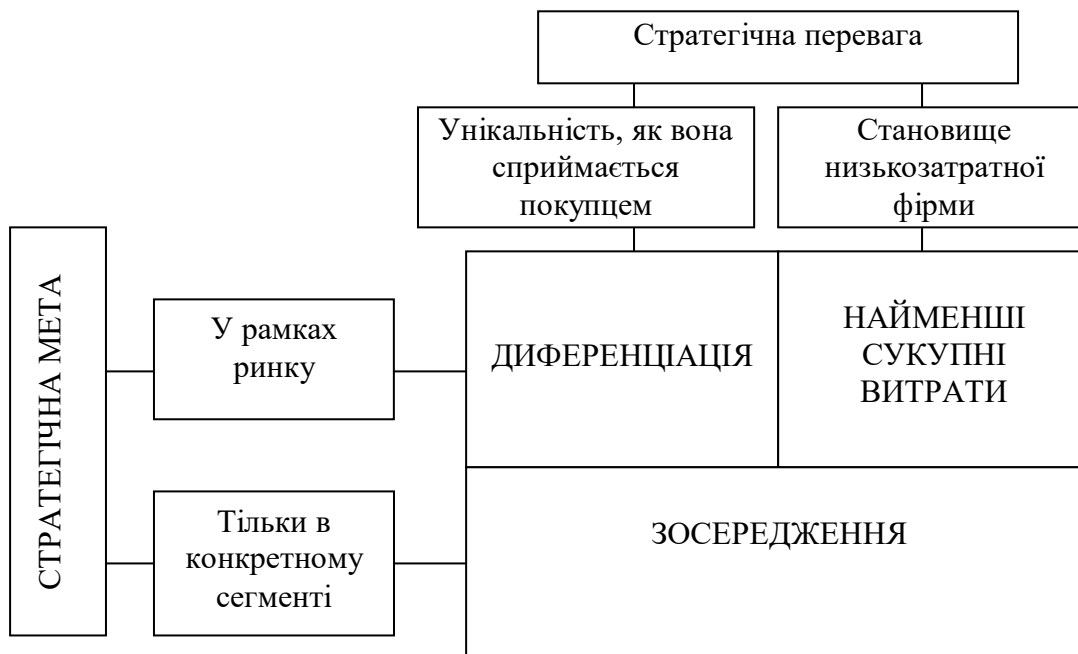 Стратегічна перевага
Унікальність, як вона
сприймається
покупцем
Становище
низькозатратної
фірми
СТРАТЕГІЧНА МЕТА
У рамках
ринку
ДИФЕРЕНЦІАЦІЯ
НАЙМЕНШІ
СУКУПНІ
ВИТРАТИ
Тільки в
конкретному
сегменті
ЗОСЕРЕДЖЕННЯ